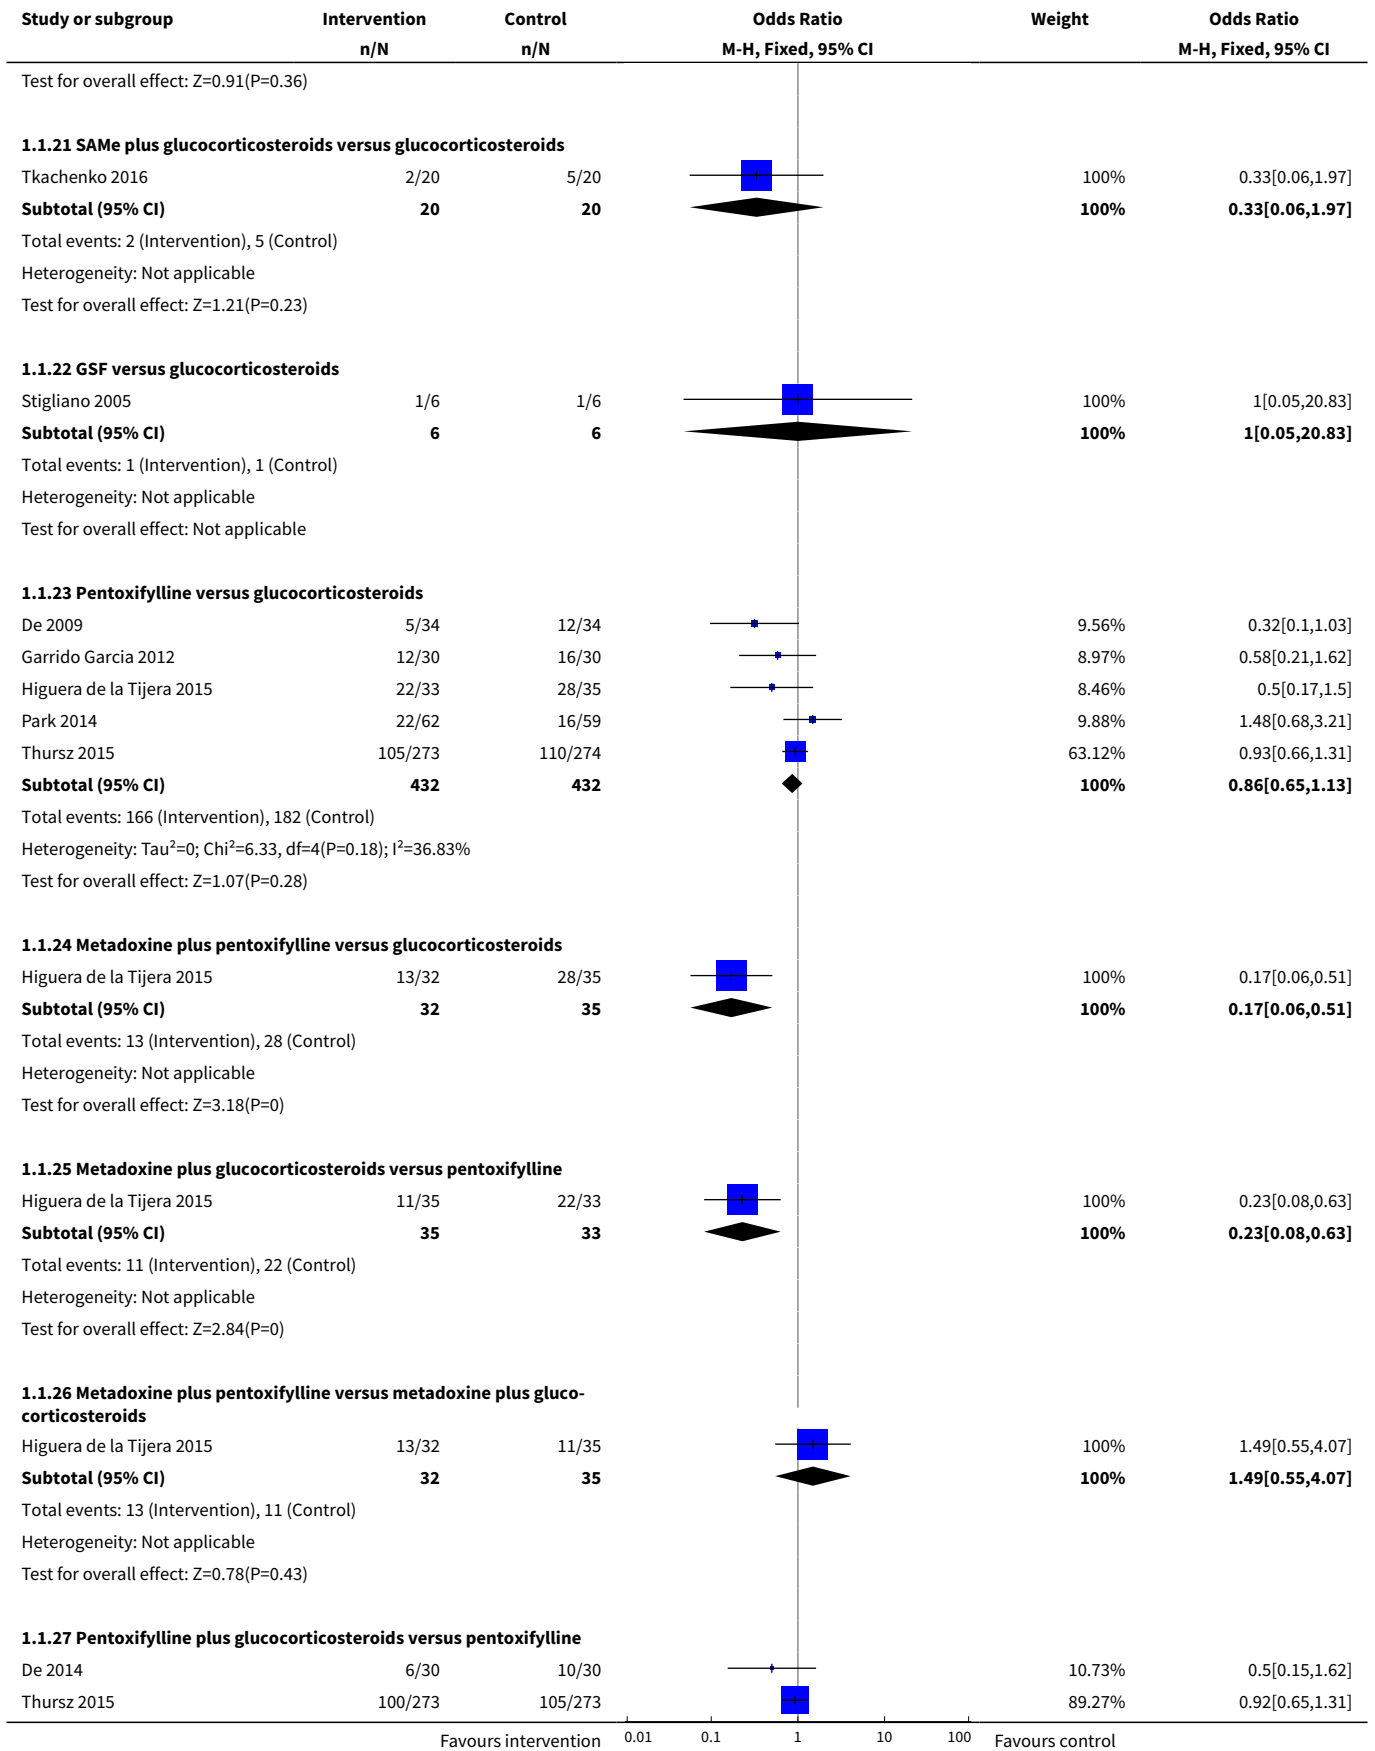 Study or subgroup Intervention Control Odds Ratio Weight Odds Ratio
n/N n/N M-H, Fixed, 95% CI M-H, Fixed, 95% CI
Test for overall effect: Z=0.91(P=0.36)
1.1.21 SAMe plus glucocorticosteroids versus glucocorticosteroids
Tkachenko 2016 2/20 5/20 100% 0.33[0.06,1.97]
Subtotal (95% CI) 20 20 100% 0.33[0.06,1.97]
Total events: 2 (Intervention), 5 (Control)
Heterogeneity: Not applicable
Test for overall effect: Z=1.21(P=0.23)
1.1.22 GSF versus glucocorticosteroids
Stigliano 2005 1/6 1/6 100% 1[0.05,20.83]
Subtotal (95% CI) 6 6 100% 1[0.05,20.83]
Total events: 1 (Intervention), 1 (Control)
Heterogeneity: Not applicable
Test for overall effect: Not applicable
1.1.23 Pentoxifylline versus glucocorticosteroids
De 2009 5/34 12/34 9.56% 0.32[0.1,1.03]
Garrido Garcia 2012 12/30 16/30 8.97% 0.58[0.21,1.62]
Higuera de la Tijera 2015 22/33 28/35 8.46% 0.5[0.17,1.5]
Park 2014 22/62 16/59 9.88% 1.48[0.68,3.21]
Thursz 2015 105/273 110/274 63.12% 0.93[0.66,1.31]
Subtotal (95% CI) 432 432 100% 0.86[0.65,1.13]
Total events: 166 (Intervention), 182 (Control)
Heterogeneity: Tau²=0; Chi²=6.33, df=4(P=0.18); I²=36.83%
Test for overall effect: Z=1.07(P=0.28)
1.1.24 Metadoxine plus pentoxifylline versus glucocorticosteroids
Higuera de la Tijera 2015 13/32 28/35 100% 0.17[0.06,0.51]
Subtotal (95% CI) 32 35 100% 0.17[0.06,0.51]
Total events: 13 (Intervention), 28 (Control)
Heterogeneity: Not applicable
Test for overall effect: Z=3.18(P=0)
1.1.25 Metadoxine plus glucocorticosteroids versus pentoxifylline
Higuera de la Tijera 2015 11/35 22/33 100% 0.23[0.08,0.63]
Subtotal (95% CI) 35 33 100% 0.23[0.08,0.63]
Total events: 11 (Intervention), 22 (Control)
Heterogeneity: Not applicable
Test for overall effect: Z=2.84(P=0)
1.1.26 Metadoxine plus pentoxifylline versus metadoxine plus gluco-
corticosteroids
Higuera de la Tijera 2015 13/32 11/35 100% 1.49[0.55,4.07]
Subtotal (95% CI) 32 35 100% 1.49[0.55,4.07]
Total events: 13 (Intervention), 11 (Control)
Heterogeneity: Not applicable
Test for overall effect: Z=0.78(P=0.43)
1.1.27 Pentoxifylline plus glucocorticosteroids versus pentoxifylline
De 2014 6/30 10/30 10.73% 0.5[0.15,1.62]
Thursz 2015 100/273 105/273 89.27% 0.92[0.65,1.31]
Favours intervention 0.01 0.1 1 10 100 Favours control